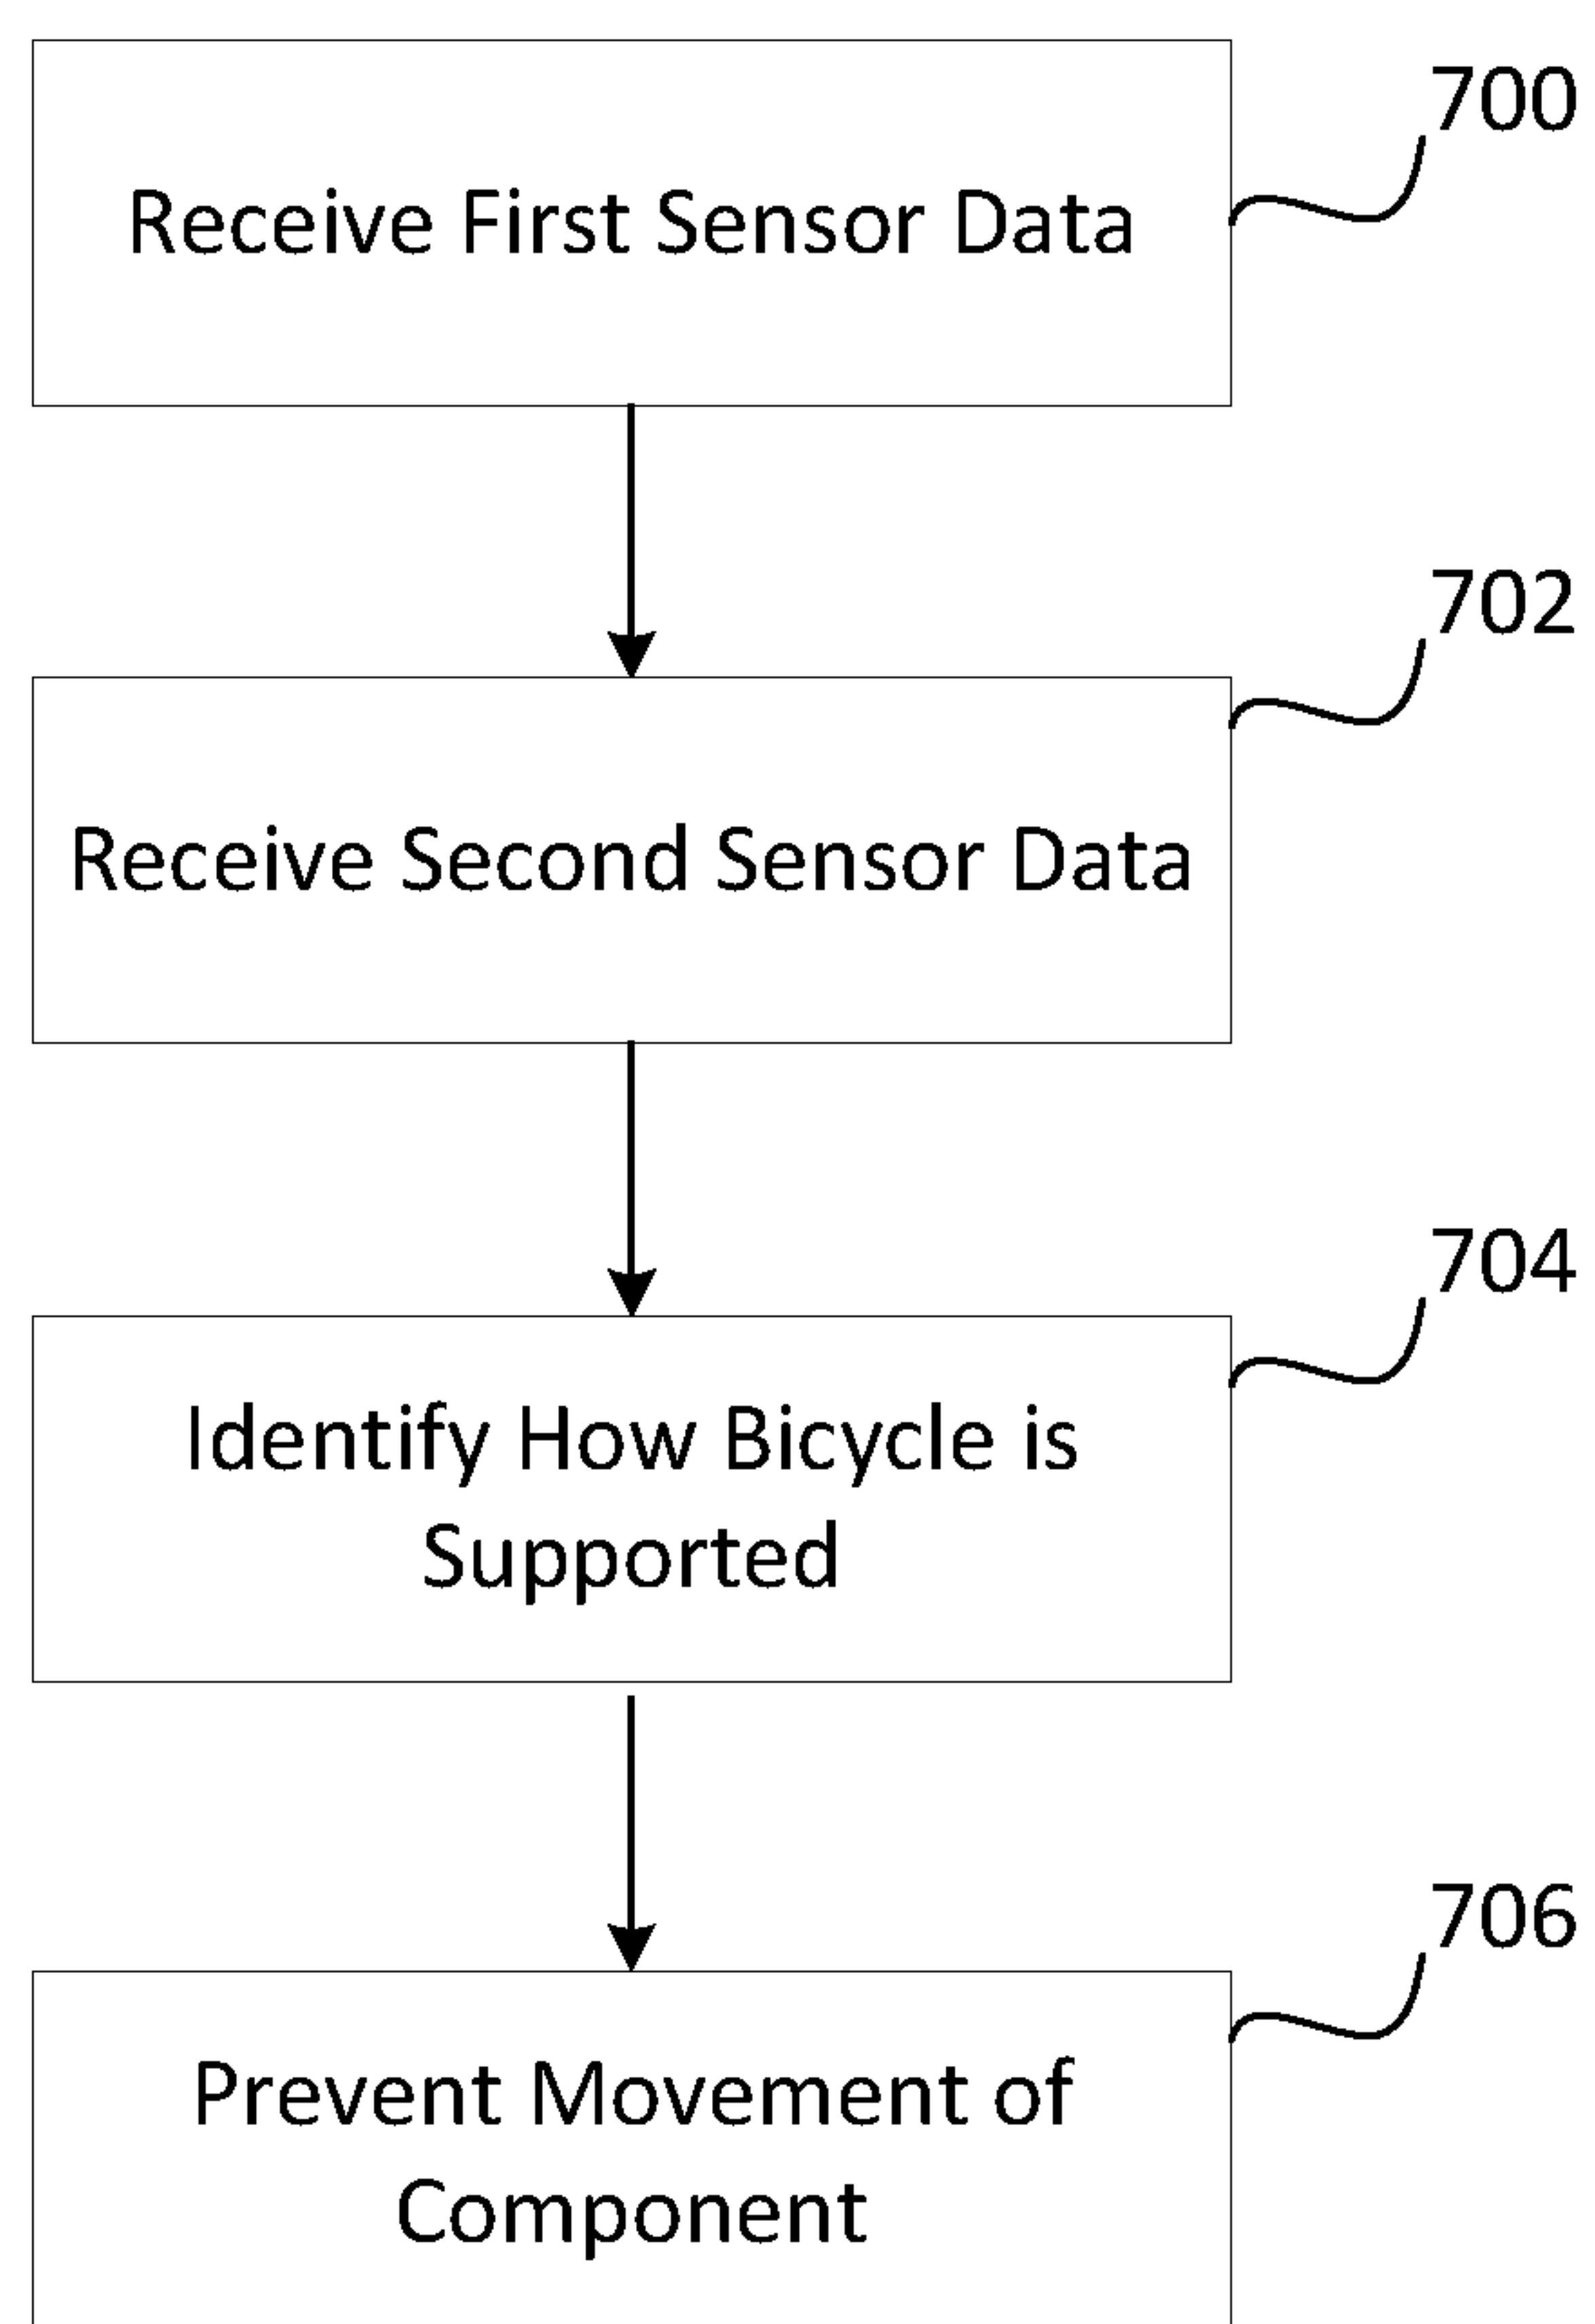 700
Receive First Sensor Data
702
Receive Second Sensor Data
704
Identify How Bicycle is
Supported
706
Prevent Movement of
Component